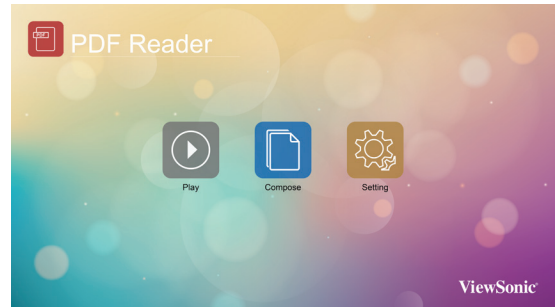 PDF
PDF Reader
Play
Compose
Setting
ViewSonic®